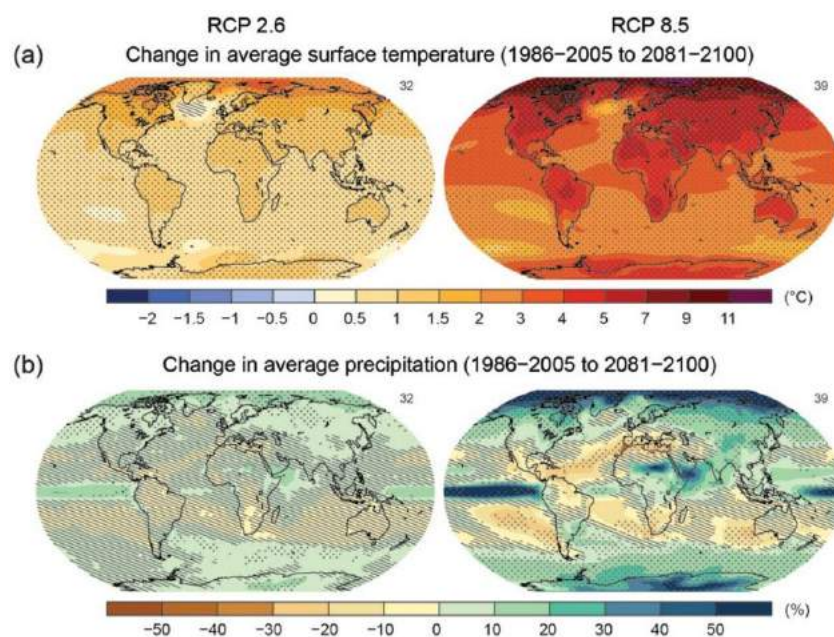 RCP 2.6 RCP 8.5
(a) Change in average surface temperature (1986−2005 to 2081−2100)
32 39
−2 −1.5 −1 −0.5 0 0.5 1 1.5 2 3 4 5 7 9 11 (°C)
(b) Change in average precipitation (1986−2005 to 2081−2100)
32 39
−50 −40 −30 −20 −10 0 10 20 30 40 50 (%)